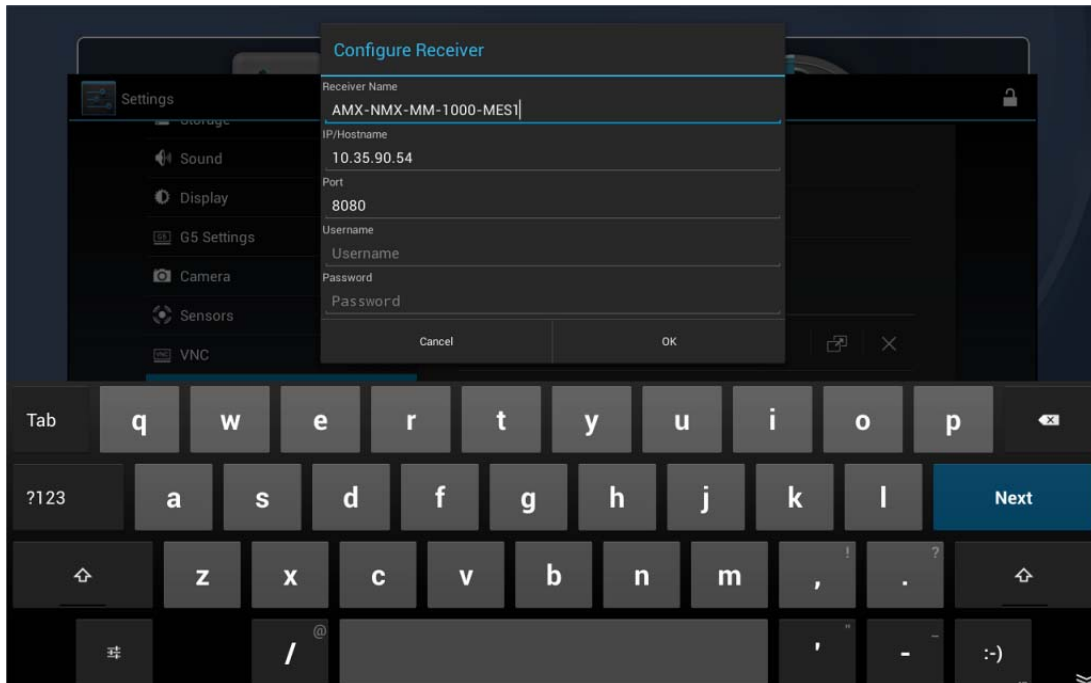 Configure Receiver
Receiver Name
AMX-NMX-MM-1000-MES1
Settings
IP/Hostname
Storage
10.35.90.54
Sound
Port
Display
8080
Username
G5 Settings
Username
Camera
Password
Password
Sensors
Cancel OK
VNC
Tab q w e r t y u i o p
?123 a s d f g h j k l Next
z x c v b n m , ! . ?
/ @ ' " - _ :-)